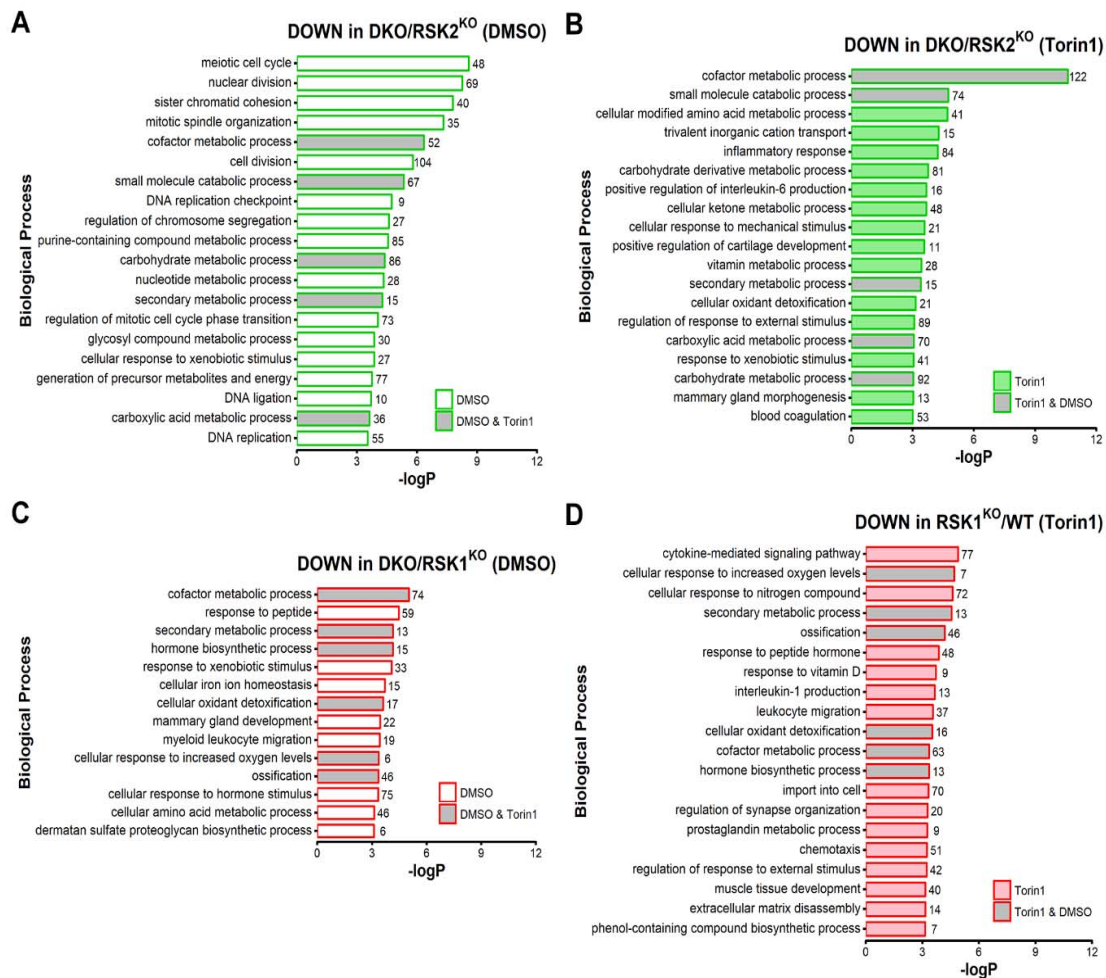 A
DOWN in DKO/RSK2KO (DMSO)
Biological Process
meiotic cell cycle 48
nuclear division 69
sister chromatid cohesion 40
mitotic spindle organization 35
cofactor metabolic process 52
cell division 104
small molecule catabolic process 67
DNA replication checkpoint 9
regulation of chromosome segregation 27
purine-containing compound metabolic process 85
carbohydrate metabolic process 86
nucleotide metabolic process 28
secondary metabolic process 15
regulation of mitotic cell cycle phase transition 73
glycosyl compound metabolic process 30
cellular response to xenobiotic stimulus 27
generation of precursor metabolites and energy 77
DNA ligation 10
carboxylic acid metabolic process 36
DNA replication 55
DMSO
DMSO & Torin1
0 3 6 9 12
-logP
B
DOWN in DKO/RSK2KO (Torin1)
Biological Process
cofactor metabolic process 122
small molecule catabolic process 74
cellular modified amino acid metabolic process 41
trivalent inorganic cation transport 15
inflammatory response 84
carbohydrate derivative metabolic process 81
positive regulation of interleukin-6 production 16
cellular ketone metabolic process 48
cellular response to mechanical stimulus 21
positive regulation of cartilage development 11
vitamin metabolic process 28
secondary metabolic process 15
cellular oxidant detoxification 21
regulation of response to external stimulus 89
carboxylic acid metabolic process 70
response to xenobiotic stimulus 41
carbohydrate metabolic process 92
mammary gland morphogenesis 13
blood coagulation 53
Torin1
Torin1 & DMSO
0 3 6 9 12
-logP
C
DOWN in DKO/RSK1KO (DMSO)
Biological Process
cofactor metabolic process 74
response to peptide 59
secondary metabolic process 13
hormone biosynthetic process 15
response to xenobiotic stimulus 33
cellular iron ion homeostasis 15
cellular oxidant detoxification 17
mammary gland development 22
myeloid leukocyte migration 19
cellular response to increased oxygen levels 6
ossification 46
cellular response to hormone stimulus 75
cellular amino acid metabolic process 46
dermatan sulfate proteoglycan biosynthetic process 6
DMSO
DMSO & Torin1
0 3 6 9 12
-logP
D
DOWN in RSK1KO/WT (Torin1)
Biological Process
cytokine-mediated signaling pathway 77
cellular response to increased oxygen levels 7
cellular response to nitrogen compound 72
secondary metabolic process 13
ossification 46
response to peptide hormone 48
response to vitamin D 9
interleukin-1 production 13
leukocyte migration 37
cellular oxidant detoxification 16
cofactor metabolic process 63
hormone biosynthetic process 13
import into cell 70
regulation of synapse organization 20
prostaglandin metabolic process 9
chemotaxis 51
regulation of response to external stimulus 42
muscle tissue development 40
extracellular matrix disassembly 14
phenol-containing compound biosynthetic process 7
Torin1
Torin1 & DMSO
0 3 6 9 12
-logP